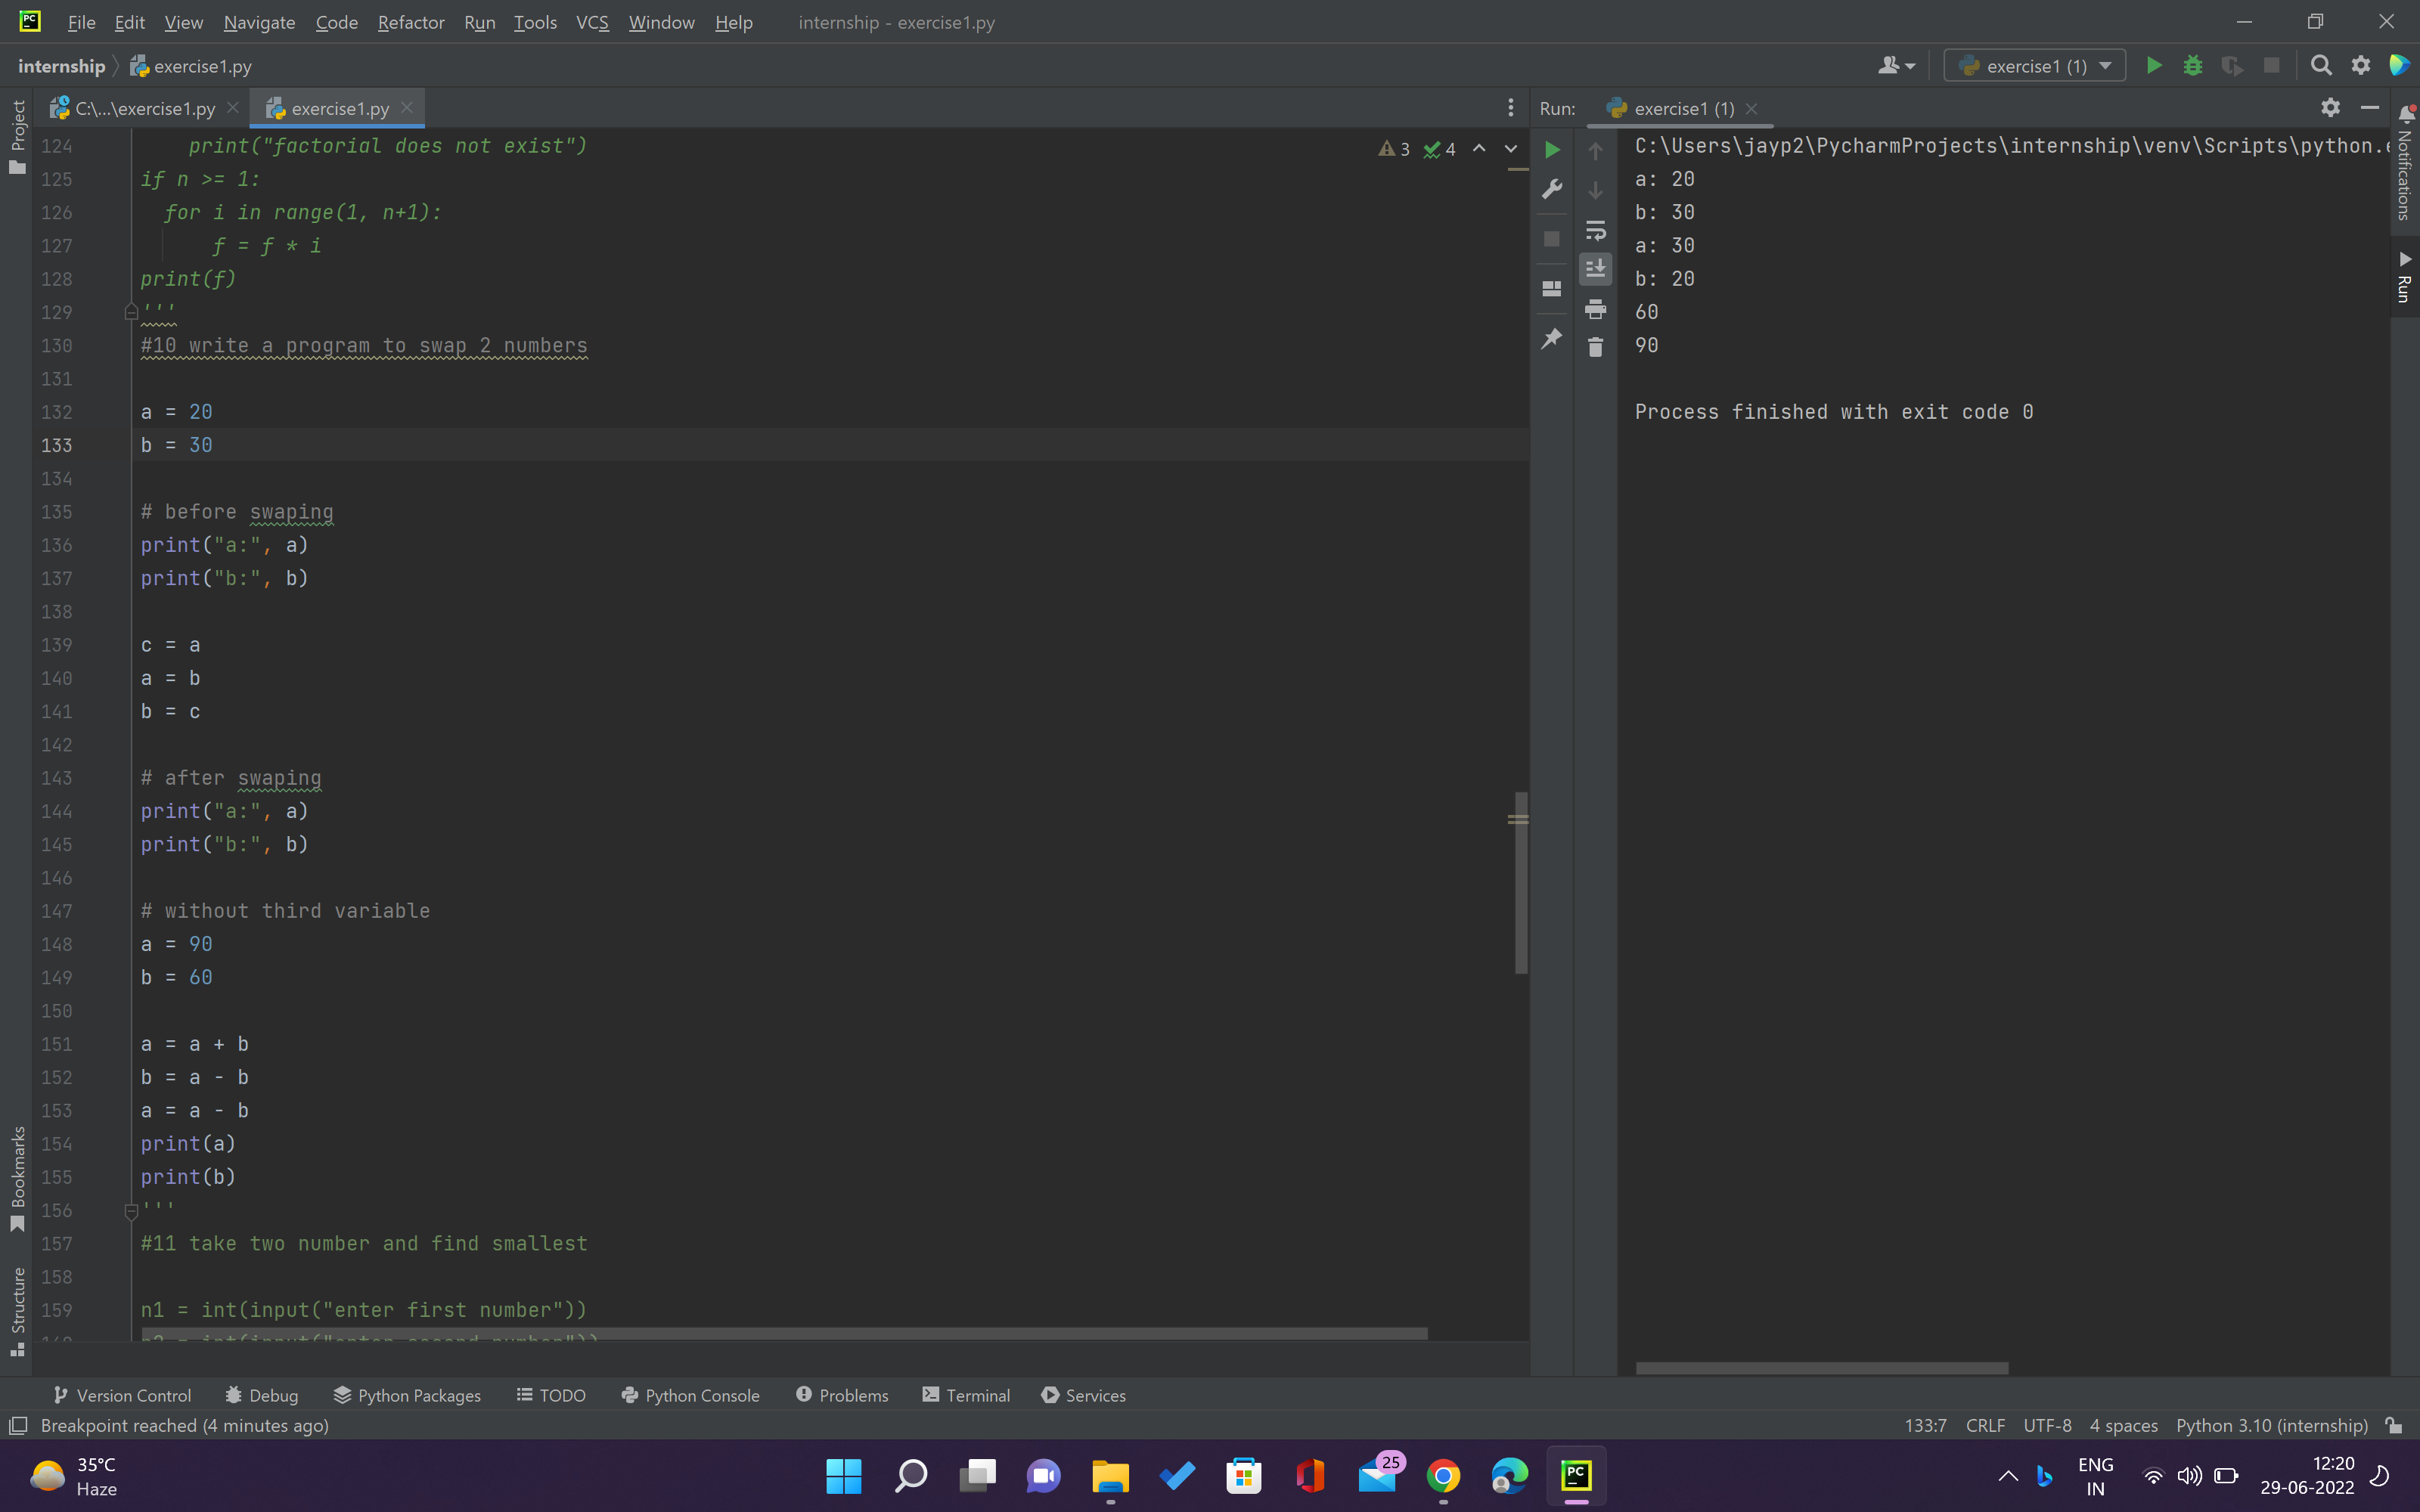 PC File Edit View Navigate Code Refactor Run Tools VCS Window Help internship - exercise1.py
internship exercise1.py exercise1 (1)
Project
C:\...\exercise1.py exercise1.py
Run: exercise1 (1)
Notifications
Run
3 4
124 print("factorial does not exist")
125 if n >= 1:
126 for i in range(1, n+1):
127 f = f * i
128 print(f)
129 '''
130 #10 write a program to swap 2 numbers
131
132 a = 20
133 b = 30
134
135 # before swaping
136 print("a:", a)
137 print("b:", b)
138
139 c = a
140 a = b
141 b = c
142
143 # after swaping
144 print("a:", a)
145 print("b:", b)
146
147 # without third variable
148 a = 90
149 b = 60
150
151 a = a + b
152 b = a - b
153 a = a - b
154 print(a)
155 print(b)
156 '''
157 #11 take two number and find smallest
158
159 n1 = int(input("enter first number"))
C:\Users\jayp2\PycharmProjects\internship\venv\Scripts\python.e
a: 20
b: 30
a: 30
b: 20
60
90
Process finished with exit code 0
Bookmarks
Structure
Version Control Debug Python Packages TODO Python Console Problems Terminal Services
Breakpoint reached (4 minutes ago) 133:7 CRLF UTF-8 4 spaces Python 3.10 (internship)
35°C
Haze
25
PC
ENG
IN
12:20
29-06-2022